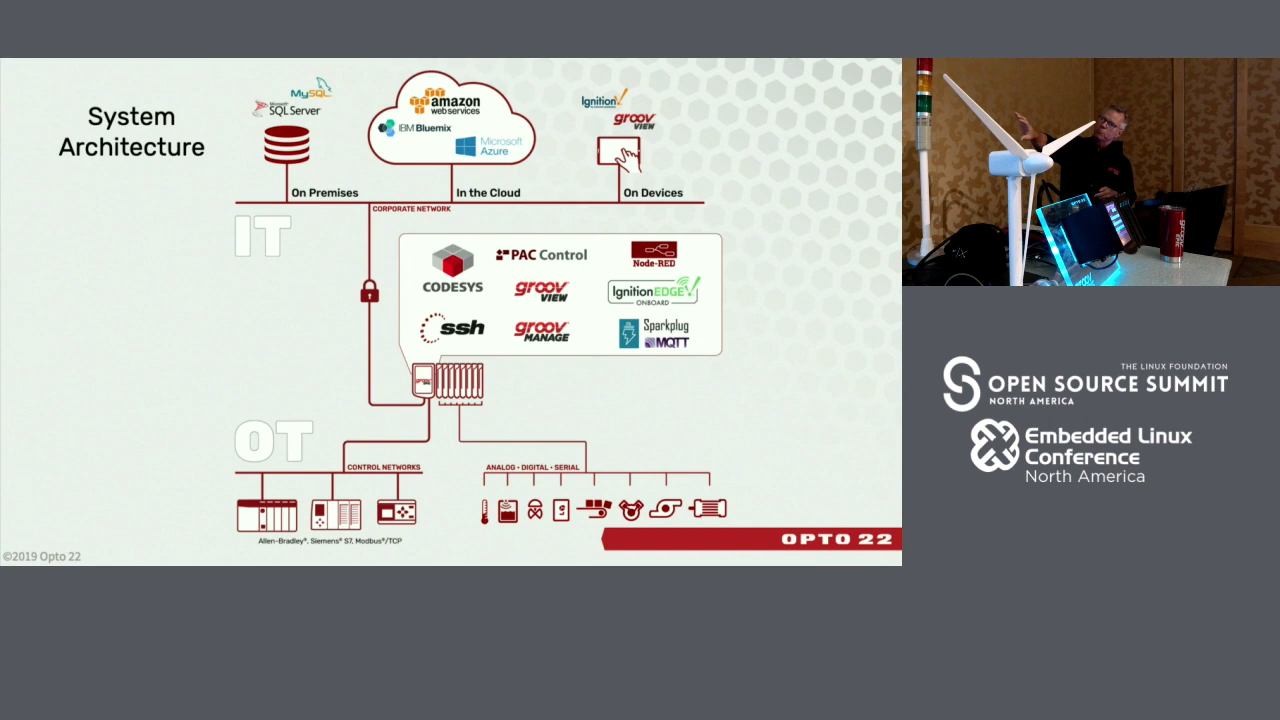 System
Architecture
MySQL
Microsoft
SQL Server
amazon
web services
IBM Bluemix
Microsoft
Azure
Ignition!
groov
VIEW
On Premises
In the Cloud
On Devices
CORPORATE NETWORK
IT
CODESYS
PAC Control
Node-RED
groov
VIEW
Ignition EDGE!
ONBOARD
ssh
groov
MANAGE
Sparkplug
MQTT
OT
CONTROL NETWORKS
ANALOG • DIGITAL • SERIAL
Allen-Bradley®, Siemens® S7, Modbus®/TCP
OPTO 22
©2019 Opto 22
THE LINUX FOUNDATION
OPEN SOURCE SUMMIT
NORTH AMERICA
Embedded Linux
Conference
North America